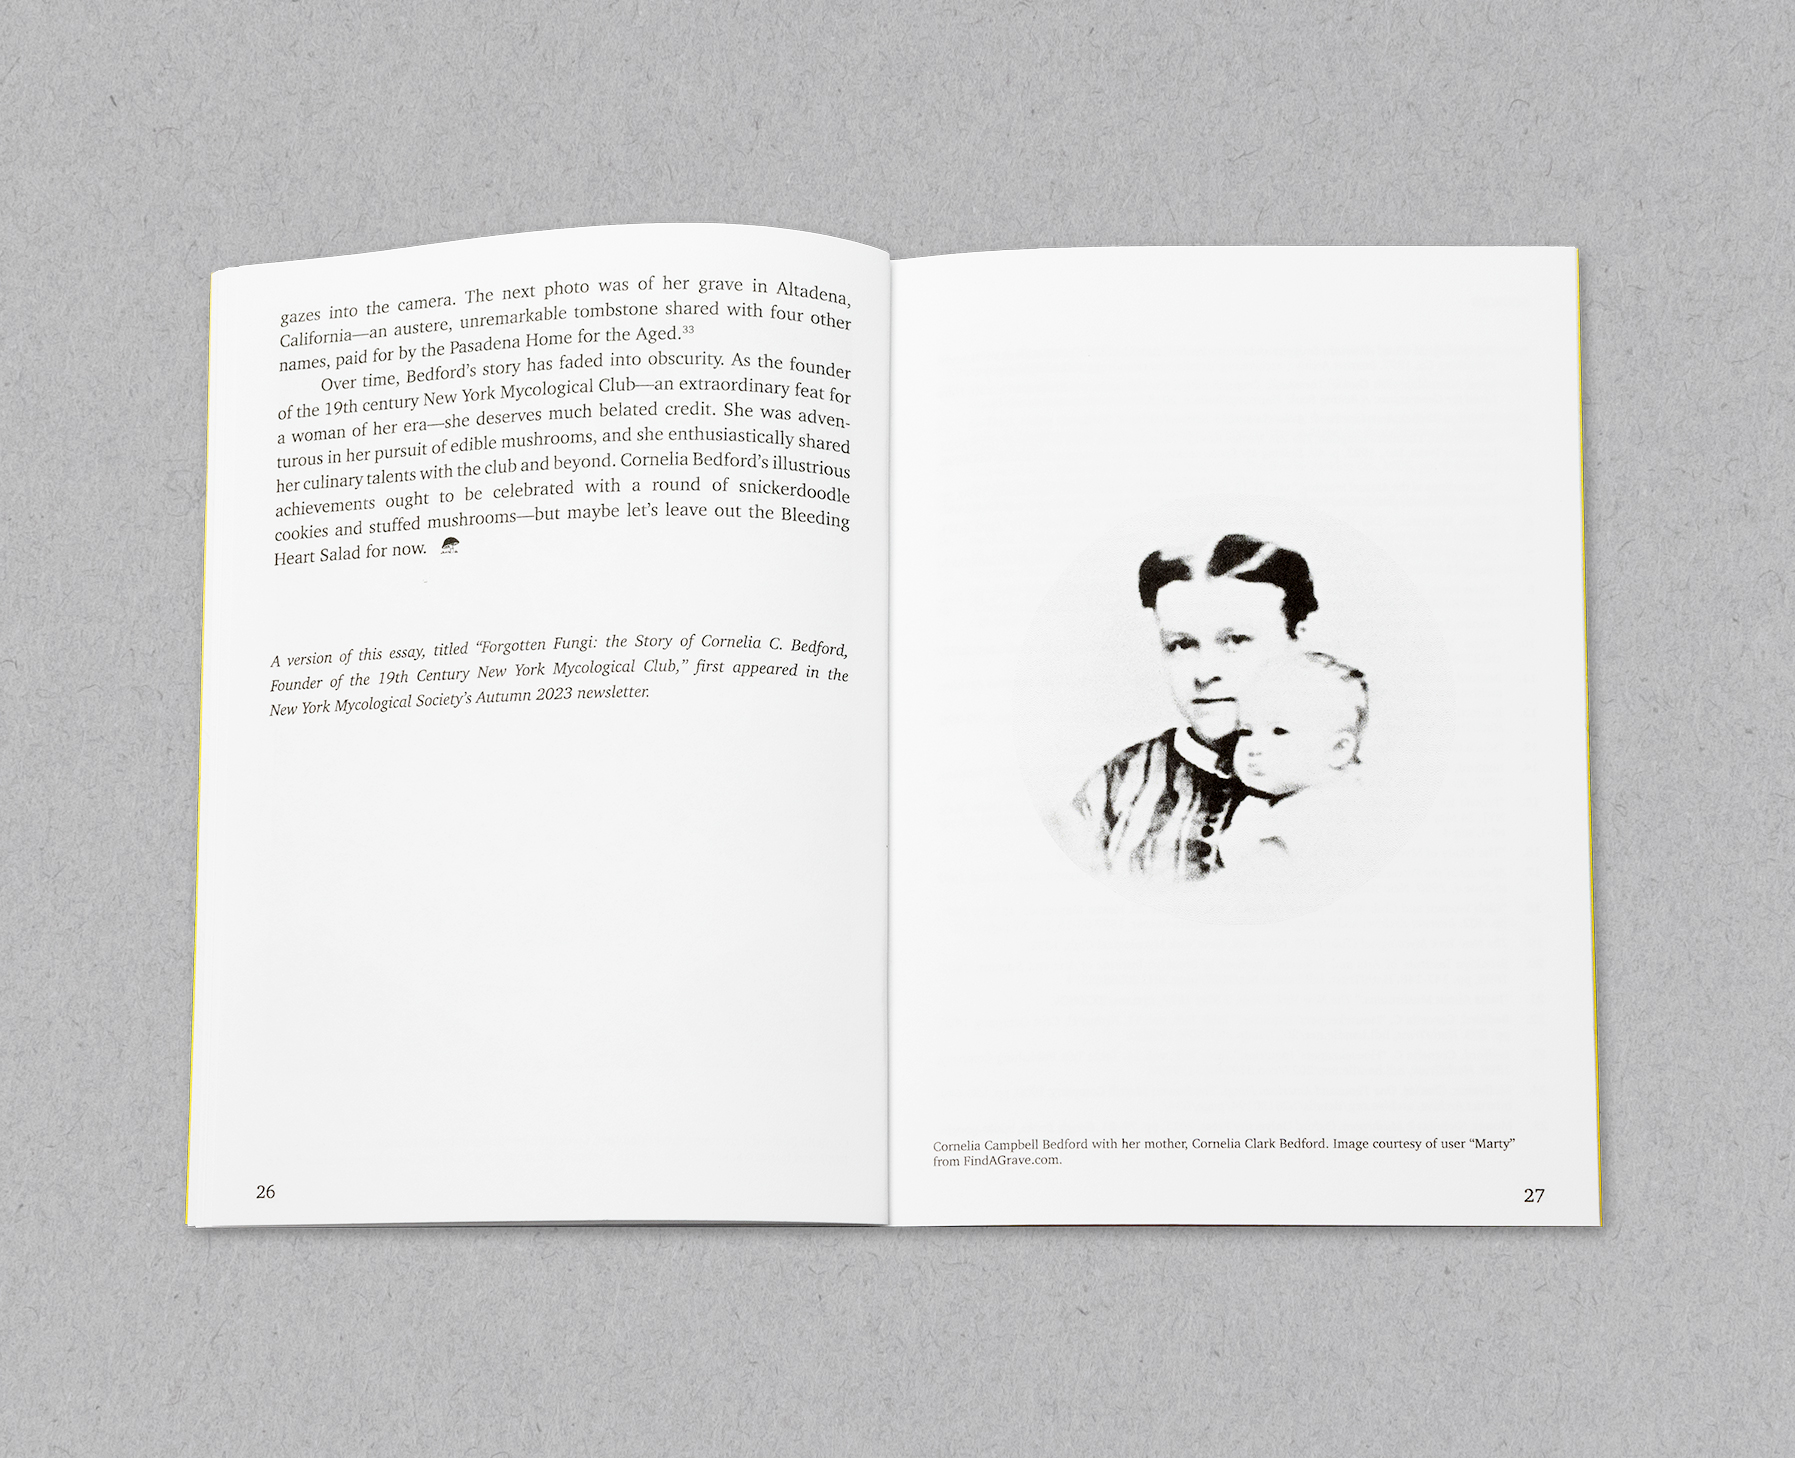 gazes into the camera. The next photo was of her grave in Altadena,
California—an austere, unremarkable tombstone shared with four other
names, paid for by the Pasadena Home for the Aged.³³
Over time, Bedford’s story has faded into obscurity. As the founder
of the 19th century New York Mycological Club—an extraordinary feat for
a woman of her era—she deserves much belated credit. She was adven-
turous in her pursuit of edible mushrooms, and she enthusiastically shared
her culinary talents with the club and beyond. Cornelia Bedford’s illustrious
achievements ought to be celebrated with a round of snickerdoodle
cookies and stuffed mushrooms—but maybe let’s leave out the Bleeding
Heart Salad for now.
A version of this essay, titled “Forgotten Fungi: the Story of Cornelia C. Bedford,
Founder of the 19th Century New York Mycological Club,” first appeared in the
New York Mycological Society’s Autumn 2023 newsletter.
26
Cornelia Campbell Bedford with her mother, Cornelia Clark Bedford. Image courtesy of user “Marty”
from FindAGrave.com.
27